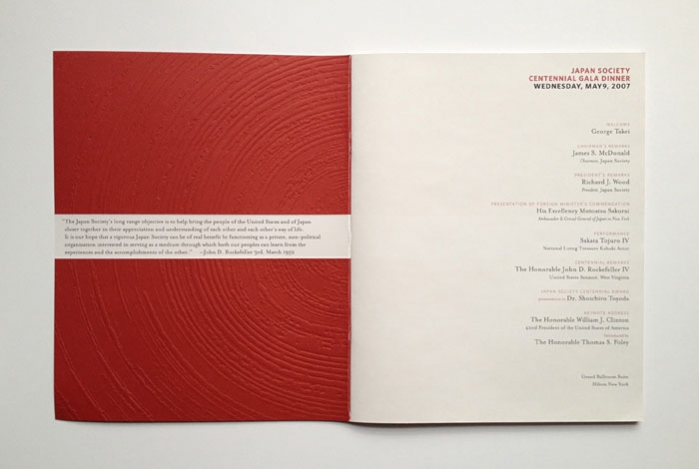 "The Japan Society's long range objective is to help bring the people of the United States and of Japan
closer together in their appreciation and understanding of each other and each other's way of life.
It is our hope that a vigorous Japan Society can be of real benefit by functioning as a private, non-political
organization interested in serving as a medium through which both our peoples can learn from the
experiences and the accomplishments of the other." –John D. Rockefeller 3rd, March 1952
JAPAN SOCIETY
CENTENNIAL GALA DINNER
WEDNESDAY, MAY 9, 2007
WELCOME
George Takei
CHAIRMAN'S REMARKS
James S. McDonald
Chairman, Japan Society
PRESIDENT'S REMARKS
Richard J. Wood
President, Japan Society
PRESENTATION OF FOREIGN MINISTER'S COMMENDATION
His Excellency Motoatsu Sakurai
Ambassador & Consul General of Japan in New York
PERFORMANCE
Sakata Tojuro IV
National Living Treasure Kabuki Actor
CENTENNIAL REMARKS
The Honorable John D. Rockefeller IV
United States Senator, West Virginia
JAPAN SOCIETY CENTENNIAL AWARD
presentation to Dr. Shoichiro Toyoda
KEYNOTE ADDRESS
The Honorable William J. Clinton
42nd President of the United States of America
introduced by
The Honorable Thomas S. Foley
Grand Ballroom Suite
Hilton New York